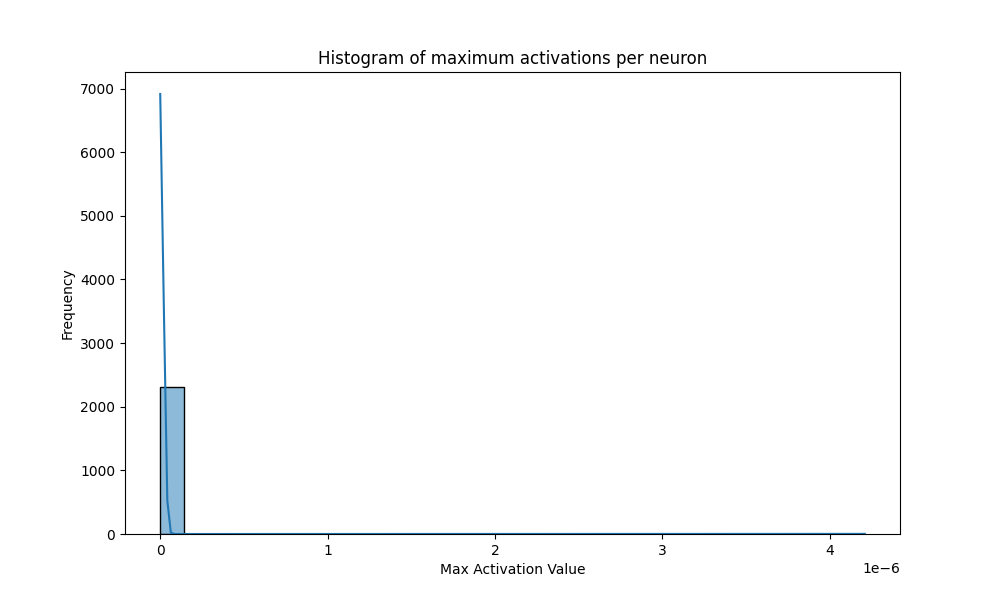 Histogram of maximum activations per neuron
7000
6000
5000
4000
3000
2000
1000
0
Frequency
0 1 2 3 4
1e−6
Max Activation Value